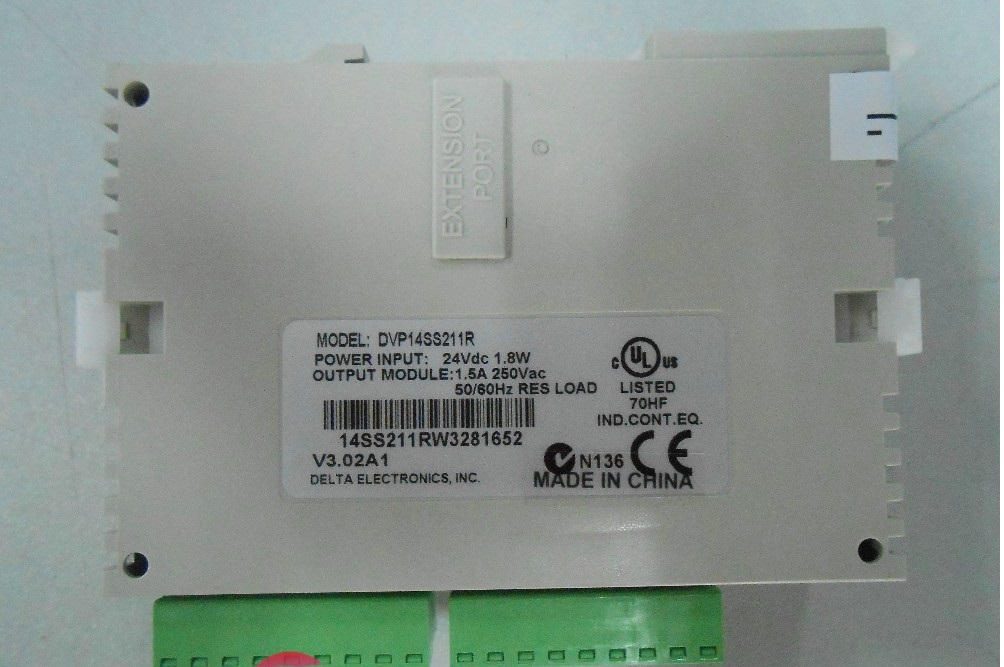 EXTENSION
PORT
MODEL: DVP14SS211R
POWER INPUT: 24Vdc 1.8W
OUTPUT MODULE:1.5A 250Vac
50/60Hz RES LOAD
14SS211RW3281652
V3.02A1
DELTA ELECTRONICS, INC.
C UL US
LISTED
70HF
IND.CONT.EQ.
N136 CE
MADE IN CHINA